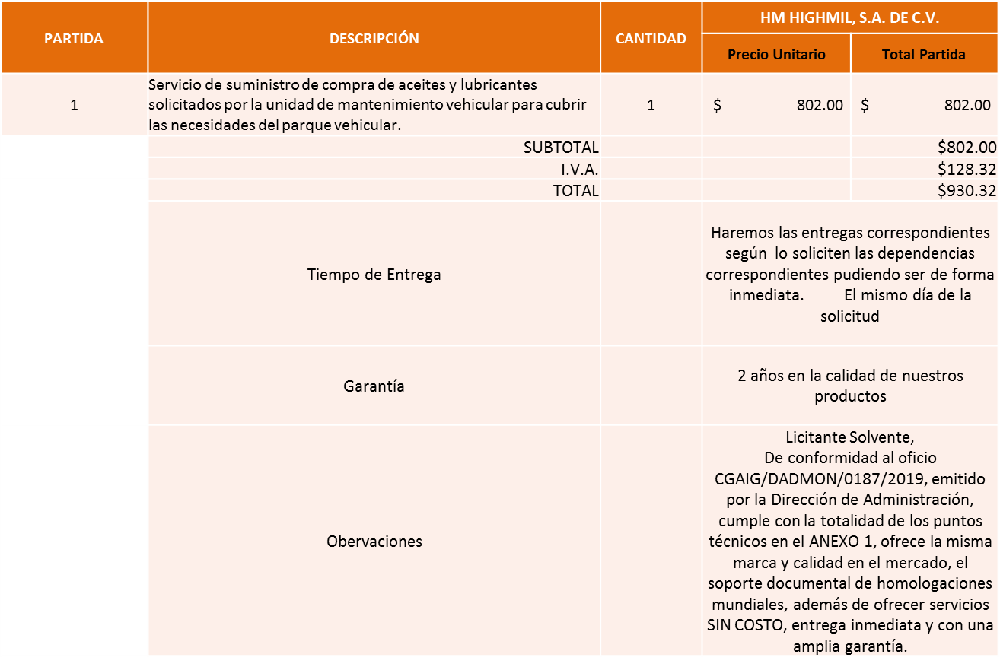 PARTIDA
DESCRIPCIÓN
CANTIDAD
HM HIGHMIL, S.A. DE C.V.
Precio Unitario
Total Partida
1
Servicio de suministro de compra de aceites y lubricantes
solicitados por la unidad de mantenimiento vehicular para cubrir
las necesidades del parque vehicular.
1
$ 802.00
$ 802.00
SUBTOTAL
$802.00
I.V.A.
$128.32
TOTAL
$930.32
Tiempo de Entrega
Haremos las entregas correspondientes
según lo soliciten las dependencias
correspondientes pudiendo ser de forma
inmediata. El mismo día de la
solicitud
Garantía
2 años en la calidad de nuestros
productos
Obervaciones
Licitante Solvente,
De conformidad al oficio
CGAIG/DADMON/0187/2019, emitido
por la Dirección de Administración,
cumple con la totalidad de los puntos
técnicos en el ANEXO 1, ofrece la misma
marca y calidad en el mercado, el
soporte documental de homologaciones
mundiales, además de ofrecer servicios
SIN COSTO, entrega inmediata y con una
amplia garantía.